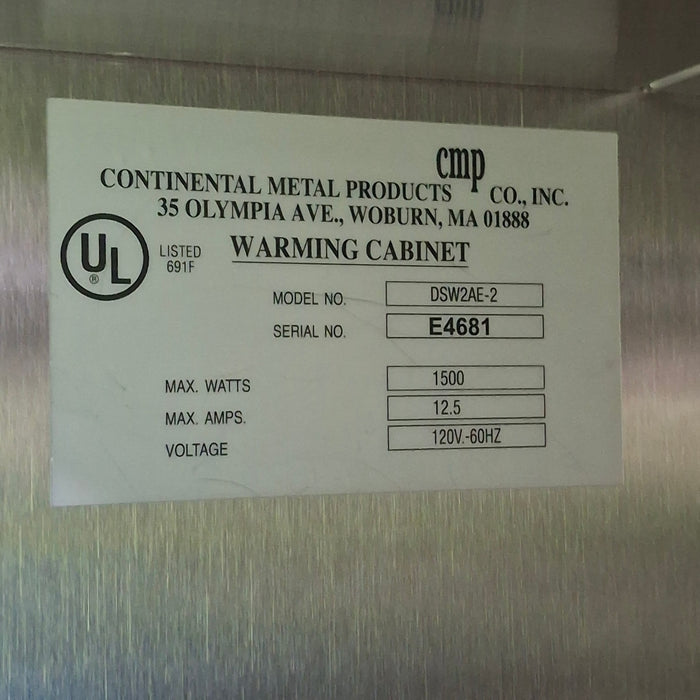 cmp
CONTINENTAL METAL PRODUCTS CO., INC.
35 OLYMPIA AVE., WOBURN, MA 01888
UL ®
LISTED
691F
WARMING CABINET
MODEL NO. DSW2AE-2
SERIAL NO. E4681
MAX. WATTS 1500
MAX. AMPS. 12.5
VOLTAGE 120V.-60HZ